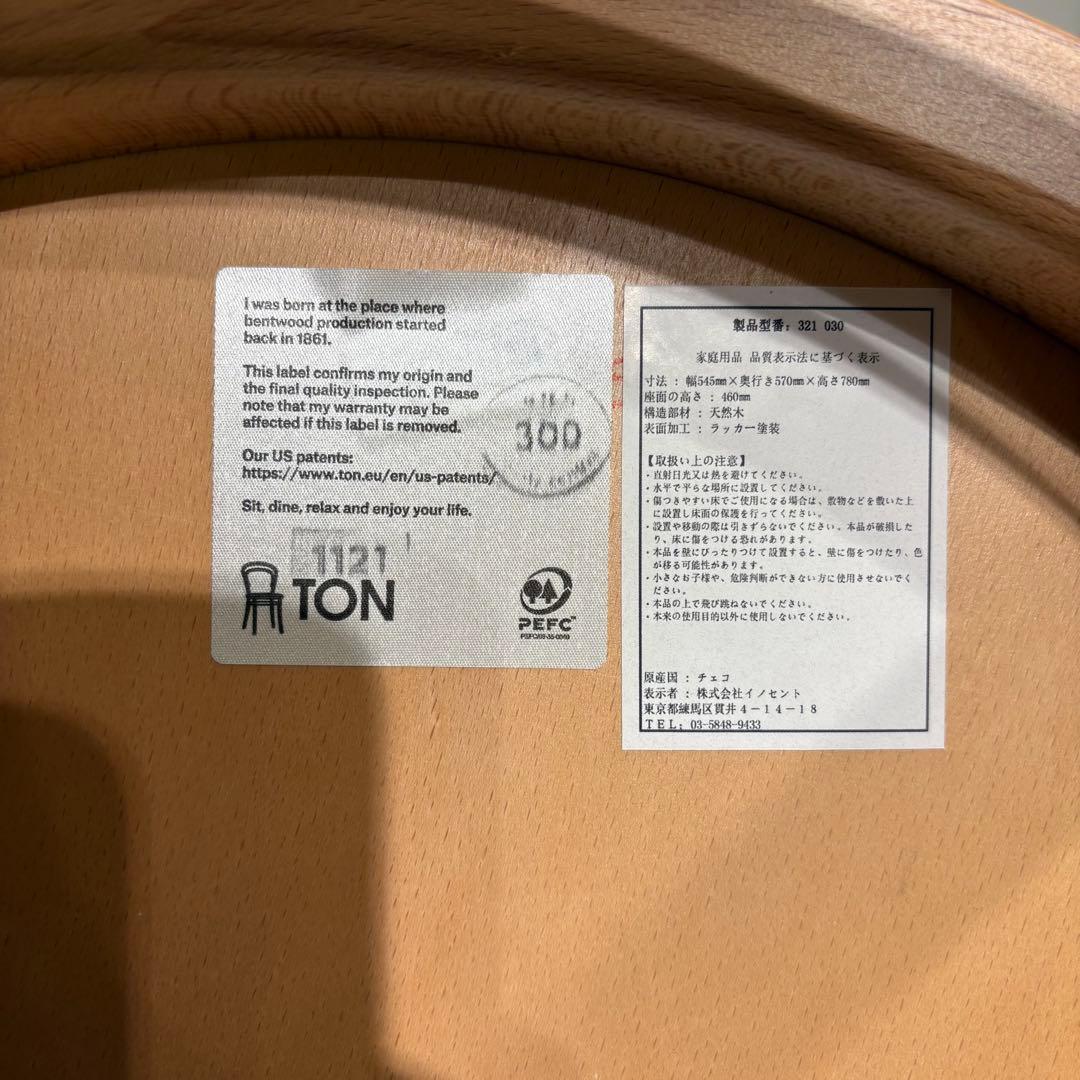 I was born at the place where
bentwood production started
back in 1861.
This label confirms my origin and
the final quality inspection. Please
note that my warranty may be
affected if this label is removed.
Our US patents:
https://www.ton.eu/en/us-patents/
Sit, dine, relax and enjoy your life.
300
1121
TON
PEFC™
製品型番: 321 030
家庭用品 品質表示法に基づく表示
寸法 : 幅545㎜×奥行き570㎜×高さ780㎜
座面の高さ : 460㎜
構造部材 : 天然木
表面加工 : ラッカー塗装
【取扱い上の注意】
・直射日光又は熱を避けてください。
・水平で平らな場所に設置してください。
・傷つきやすい床でご使用になる場合は、敷物などを敷いた上
に設置し床面の保護を行ってください。
・設置や移動の際は引きずらないでください。本品が破損した
り、床に傷をつける恐れがあります。
・本品を壁にぴったりつけて設置すると、壁に傷をつけたり、色
が移る可能性があります。
・小さなお子様や、危険判断ができない方に使用させないでく
ださい。
・本品の上で飛び跳ねないでください。
・本来の使用目的以外に使用しないでください。
原産国 : チェコ
表示者 : 株式会社イノセント
東京都練馬区貫井4－14－18
TEL; 03-5848-9433